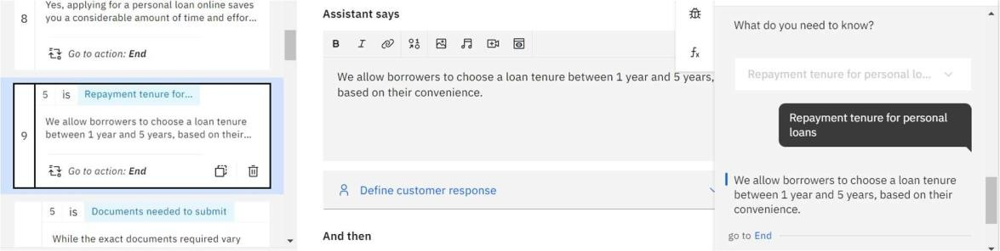 8
Yes, applying for a personal loan online saves
you a considerable amount of time and effor...
Go to action: End
5 is Repayment tenure for...
9
We allow borrowers to choose a loan tenure
between 1 year and 5 years, based on their...
Go to action: End
5 is Documents needed to submit
While the exact documents required vary
Assistant says
B I
We allow borrowers to choose a loan tenure between 1 year and 5 years,
based on their convenience.
Define customer response
And then
fx
What do you need to know?
Repayment tenure for personal lo...
Repayment tenure for personal
loans
We allow borrowers to choose a loan tenure
between 1 year and 5 years, based on their
convenience.
go to End